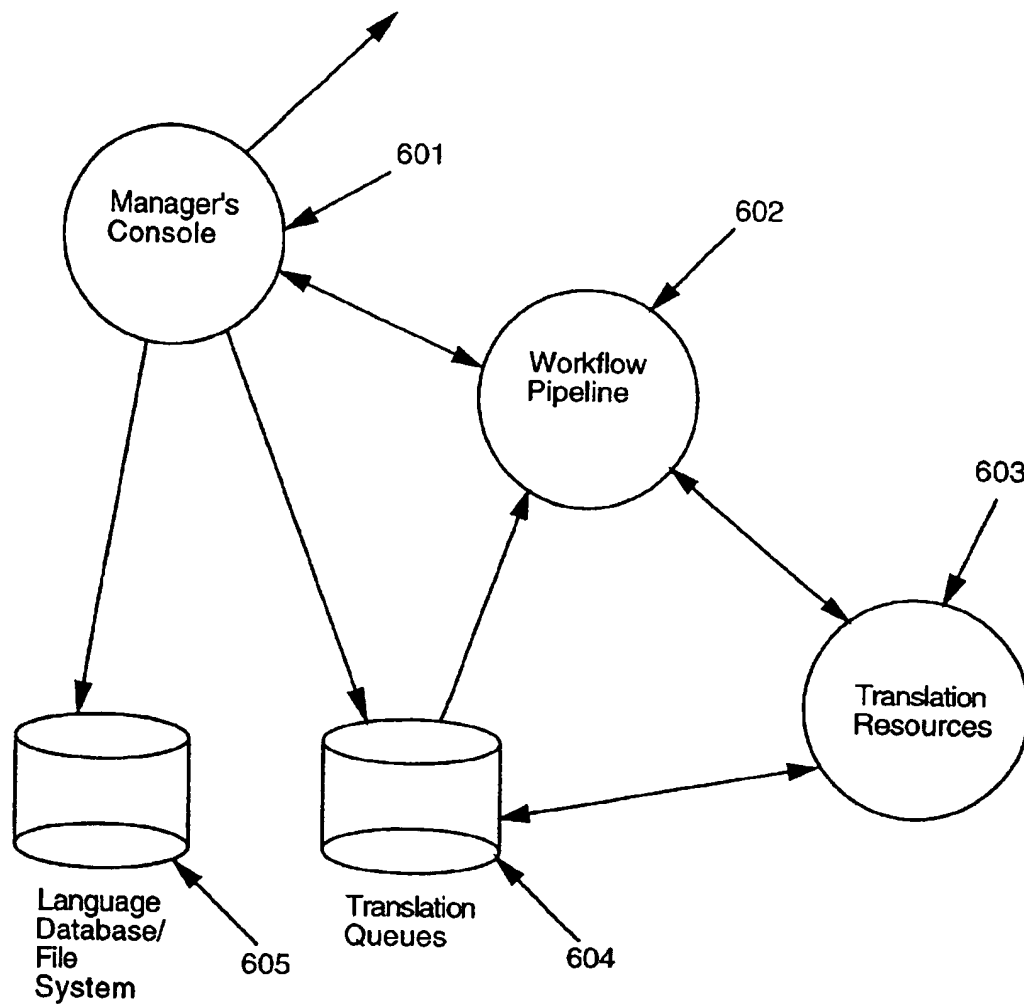 601
Manager's
Console
602
Workflow
Pipeline
603
Translation
Resources
Language
Database/
File
System
605
Translation
Queues
604